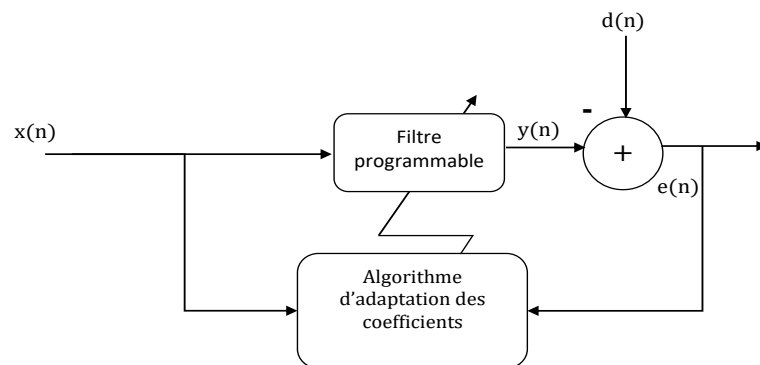 d(n)
x(n)
Filtre
programmable
y(n)
-
+
e(n)
Algorithme
d'adaptation des
coefficients